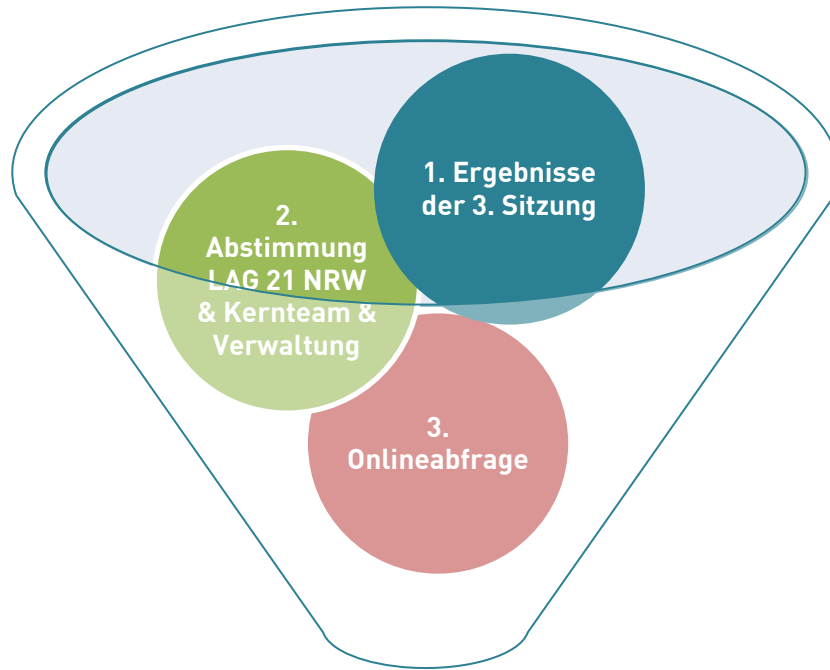 1. Ergebnisse
der 3. Sitzung
2.
Abstimmung
LAG 21 NRW
& Kernteam &
Verwaltung
3.
Onlineabfrage